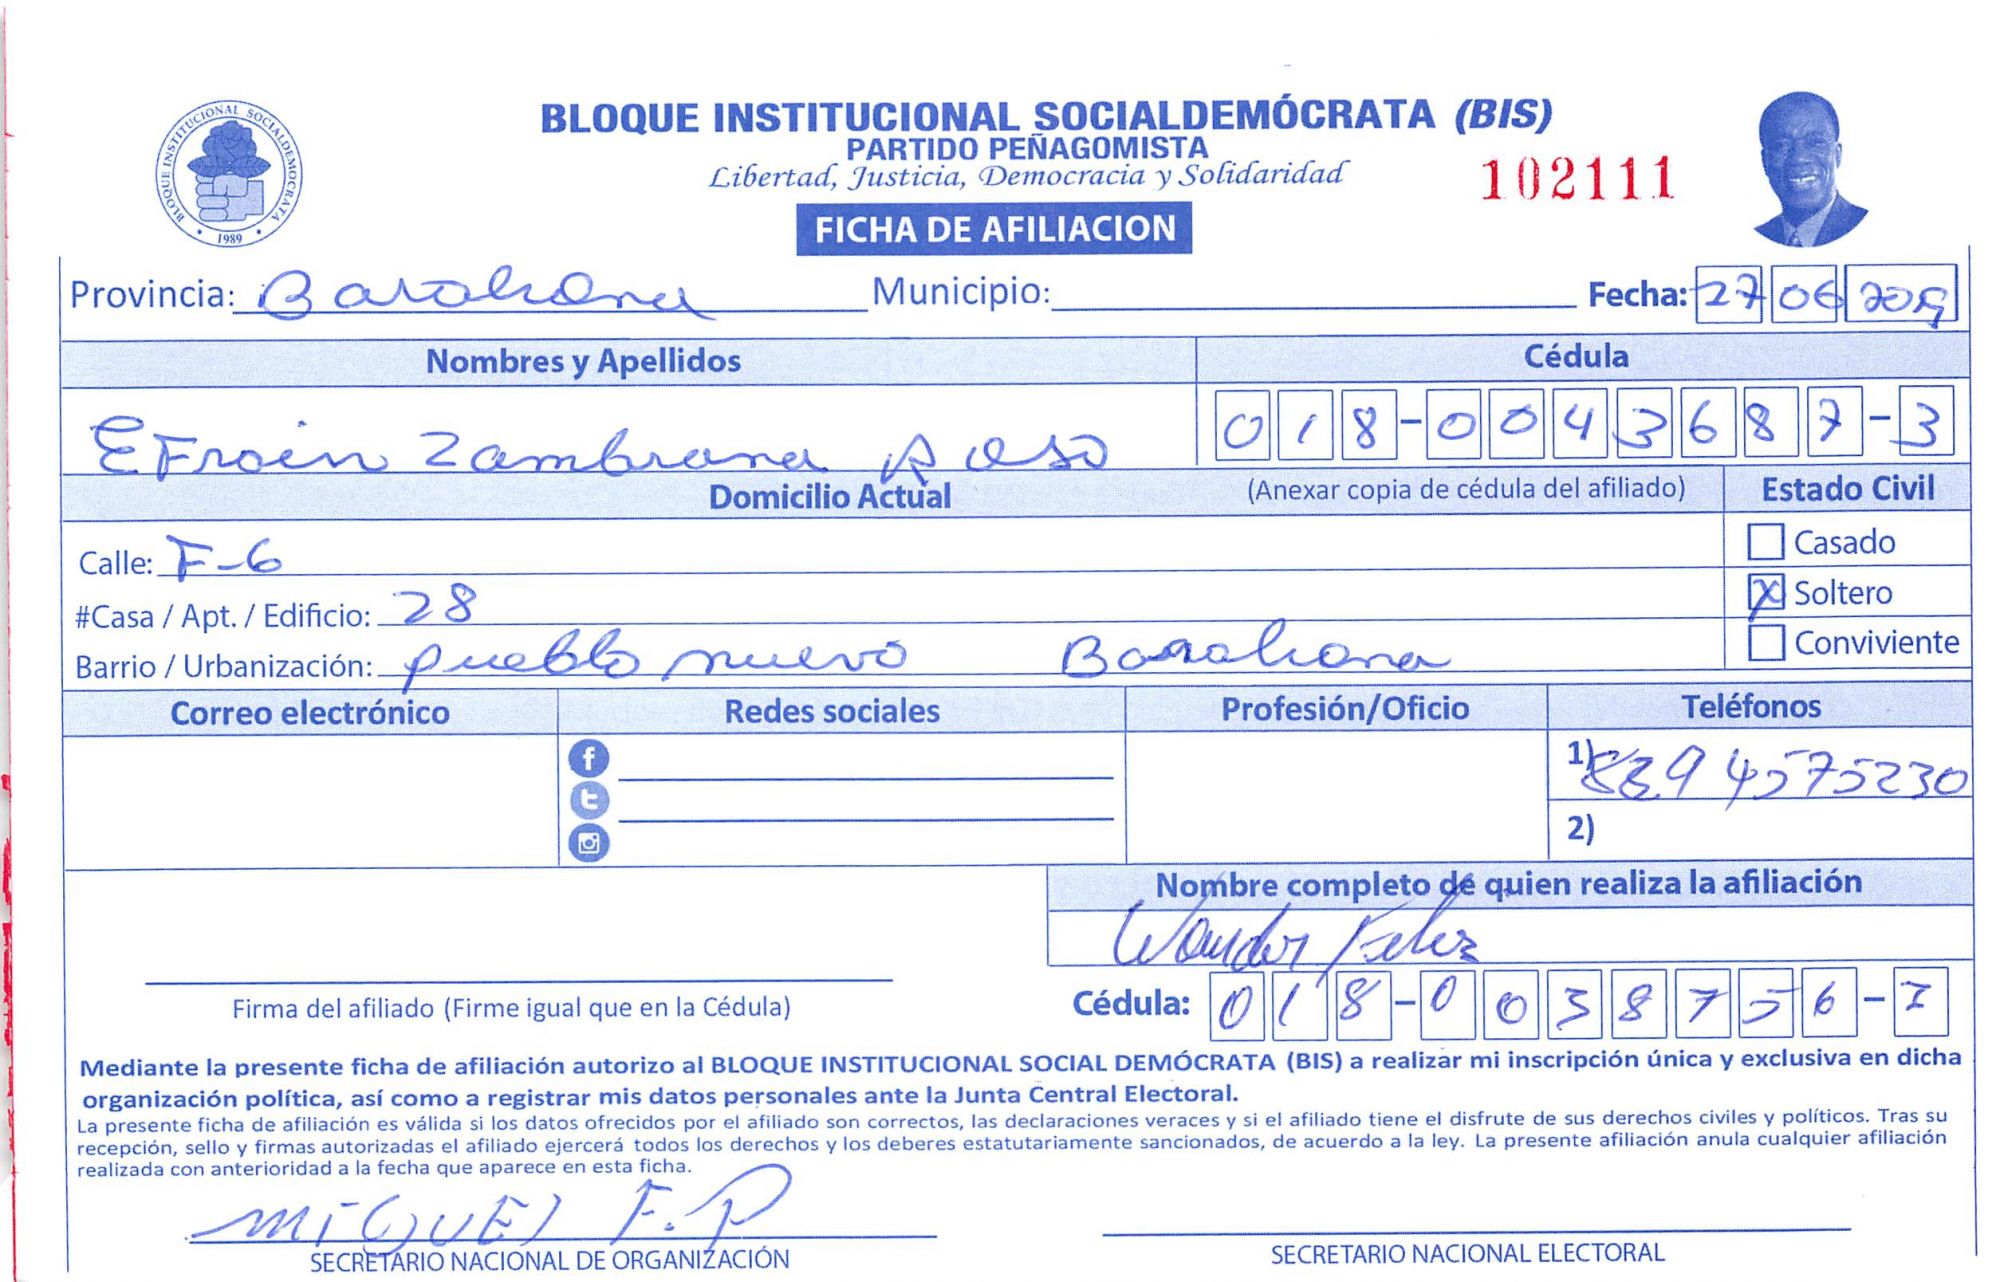 BLOQUE INSTITUCIONAL SOCIALDEMÓCRATA (BIS)
PARTIDO PEÑAGOMISTA
Libertad, Justicia, Democracia y Solidaridad
102111
BLOQUE INSTITUCIONAL SOCIALDEMOCRATA
1989
FICHA DE AFILIACION
Provincia: Barahona Municipio: Fecha: 27 06 2019
Nombres y Apellidos Cédula
EFroin Zambrana 018-0043687-3
Domicilio Actual (Anexar copia de cédula del afiliado) Estado Civil
Calle: F-6 Casado
#Casa / Apt. / Edificio: 28 X Soltero
Barrio / Urbanización: pueblo nuevo Barahona Conviviente
Correo electrónico Redes sociales Profesión/Oficio Teléfonos
1) 829 4575230
2)
Nombre completo de quien realiza la afiliación
Wander Feliz
Firma del afiliado (Firme igual que en la Cédula) Cédula: 018-0038756-7
Mediante la presente ficha de afiliación autorizo al BLOQUE INSTITUCIONAL SOCIAL DEMÓCRATA (BIS) a realizar mi inscripción única y exclusiva en dicha
organización política, así como a registrar mis datos personales ante la Junta Central Electoral.
La presente ficha de afiliación es válida si los datos ofrecidos por el afiliado son correctos, las declaraciones veraces y si el afiliado tiene el disfrute de sus derechos civiles y políticos. Tras su
recepción, sello y firmas autorizadas el afiliado ejercerá todos los derechos y los deberes estatutariamente sancionados, de acuerdo a la ley. La presente afiliación anula cualquier afiliación
realizada con anterioridad a la fecha que aparece en esta ficha.
MIGUEL F.P
SECRETARIO NACIONAL DE ORGANIZACIÓN SECRETARIO NACIONAL ELECTORAL